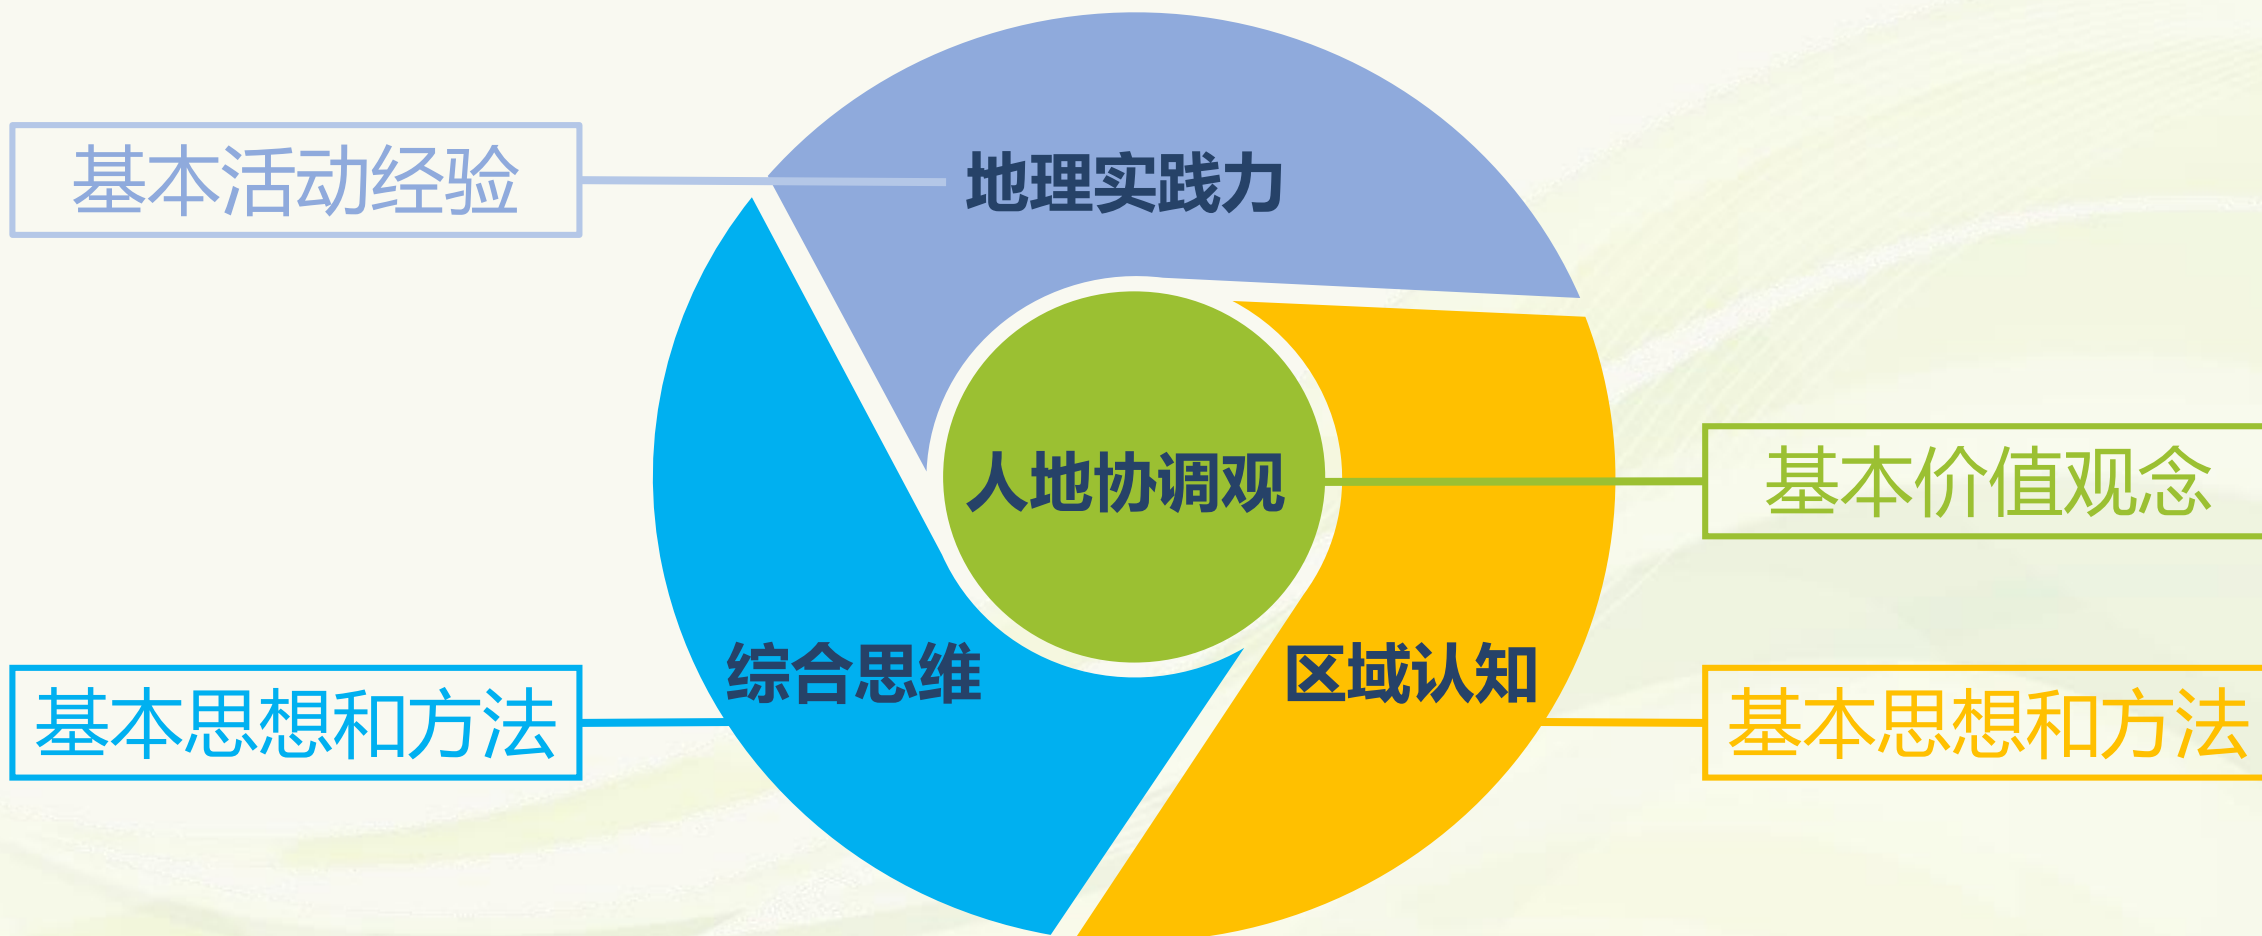 基本活动经验
地理实践力
人地协调观
基本价值观念
综合思维
区域认知
基本思想和方法
基本思想和方法